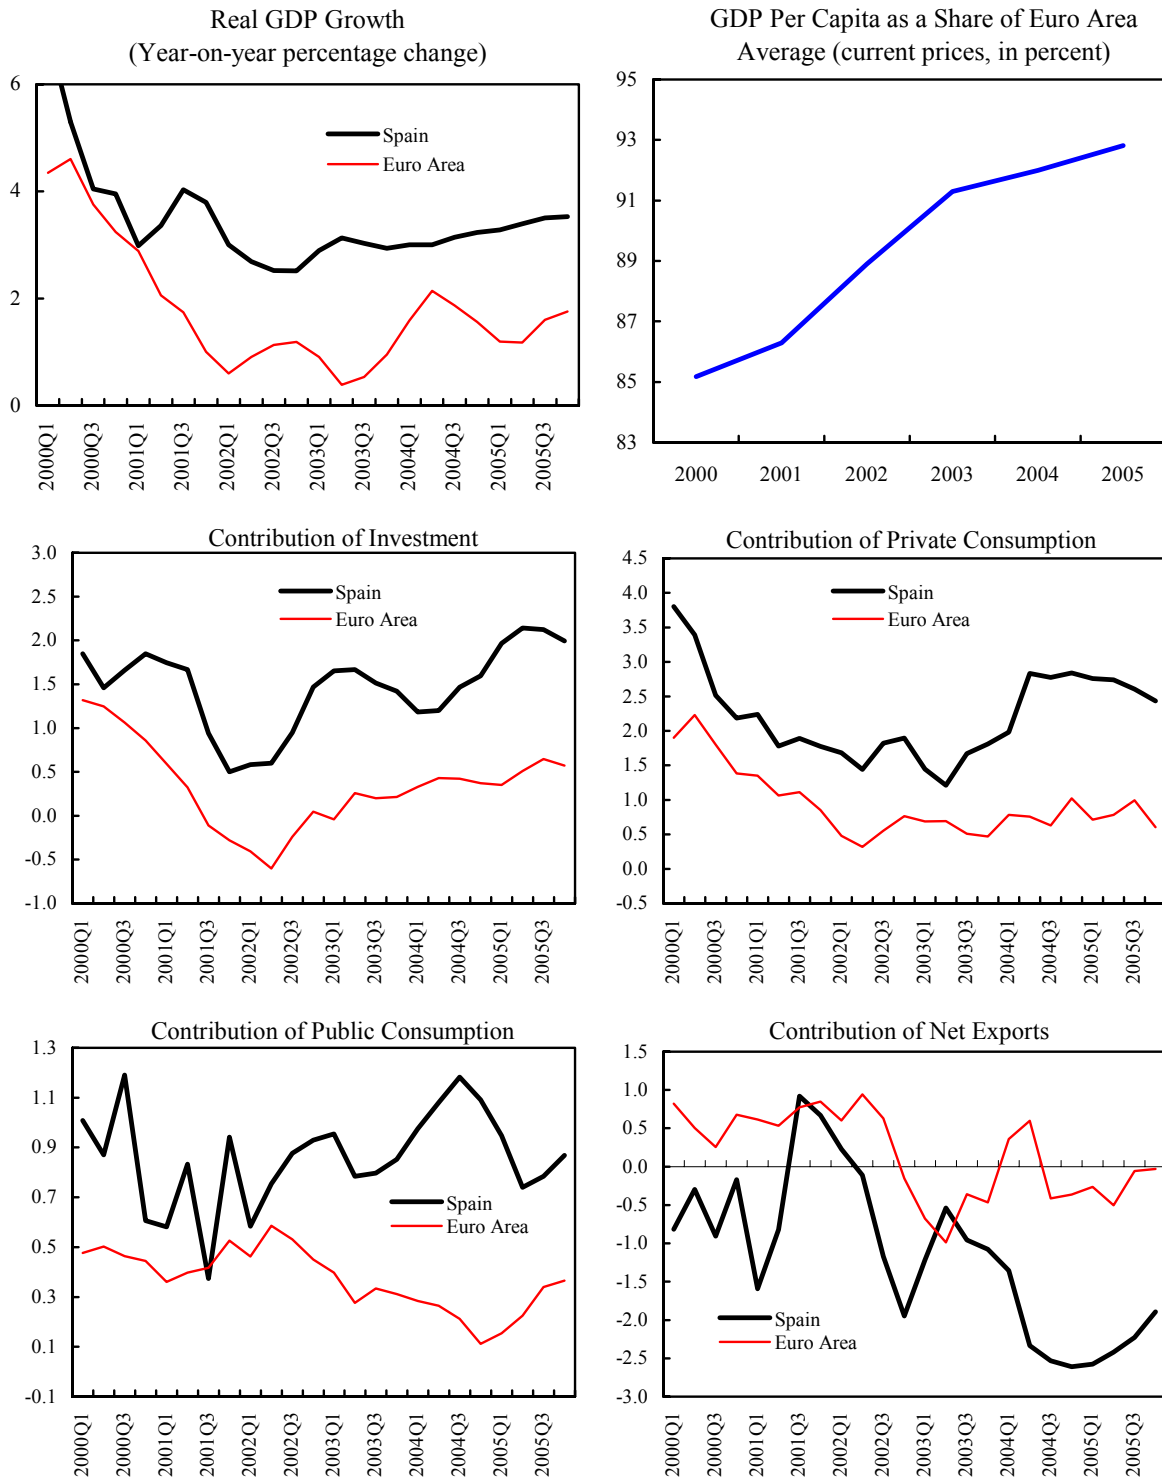 Real GDP Growth
(Year-on-year percentage change)
6
4
2
0
Spain
Euro Area
2000Q1
2000Q3
2001Q1
2001Q3
2002Q1
2002Q3
2003Q1
2003Q3
2004Q1
2004Q3
2005Q1
2005Q3
GDP Per Capita as a Share of Euro Area
Average (current prices, in percent)
95
93
91
89
87
85
83
2000 2001 2002 2003 2004 2005
Contribution of Investment
3.0
2.5
2.0
1.5
1.0
0.5
0.0
-0.5
-1.0
Spain
Euro Area
2000Q1
2000Q3
2001Q1
2001Q3
2002Q1
2002Q3
2003Q1
2003Q3
2004Q1
2004Q3
2005Q1
2005Q3
Contribution of Private Consumption
4.5
4.0
3.5
3.0
2.5
2.0
1.5
1.0
0.5
0.0
-0.5
Spain
Euro Area
2000Q1
2000Q3
2001Q1
2001Q3
2002Q1
2002Q3
2003Q1
2003Q3
2004Q1
2004Q3
2005Q1
2005Q3
Contribution of Public Consumption
1.3
1.1
0.9
0.7
0.5
0.3
0.1
-0.1
Spain
Euro Area
2000Q1
2000Q3
2001Q1
2001Q3
2002Q1
2002Q3
2003Q1
2003Q3
2004Q1
2004Q3
2005Q1
2005Q3
Contribution of Net Exports
1.5
1.0
0.5
0.0
-0.5
-1.0
-1.5
-2.0
-2.5
-3.0
Spain
Euro Area
2000Q1
2000Q3
2001Q1
2001Q3
2002Q1
2002Q3
2003Q1
2003Q3
2004Q1
2004Q3
2005Q1
2005Q3